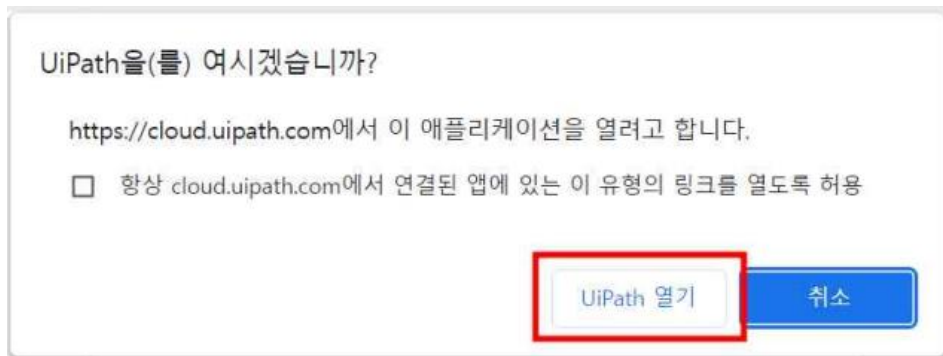 UiPath을(를) 여시겠습니까?
https://cloud.uipath.com에서 이 애플리케이션을 열려고 합니다.
항상 cloud.uipath.com에서 연결된 앱에 있는 이 유형의 링크를 열도록 허용
UiPath 열기 취소